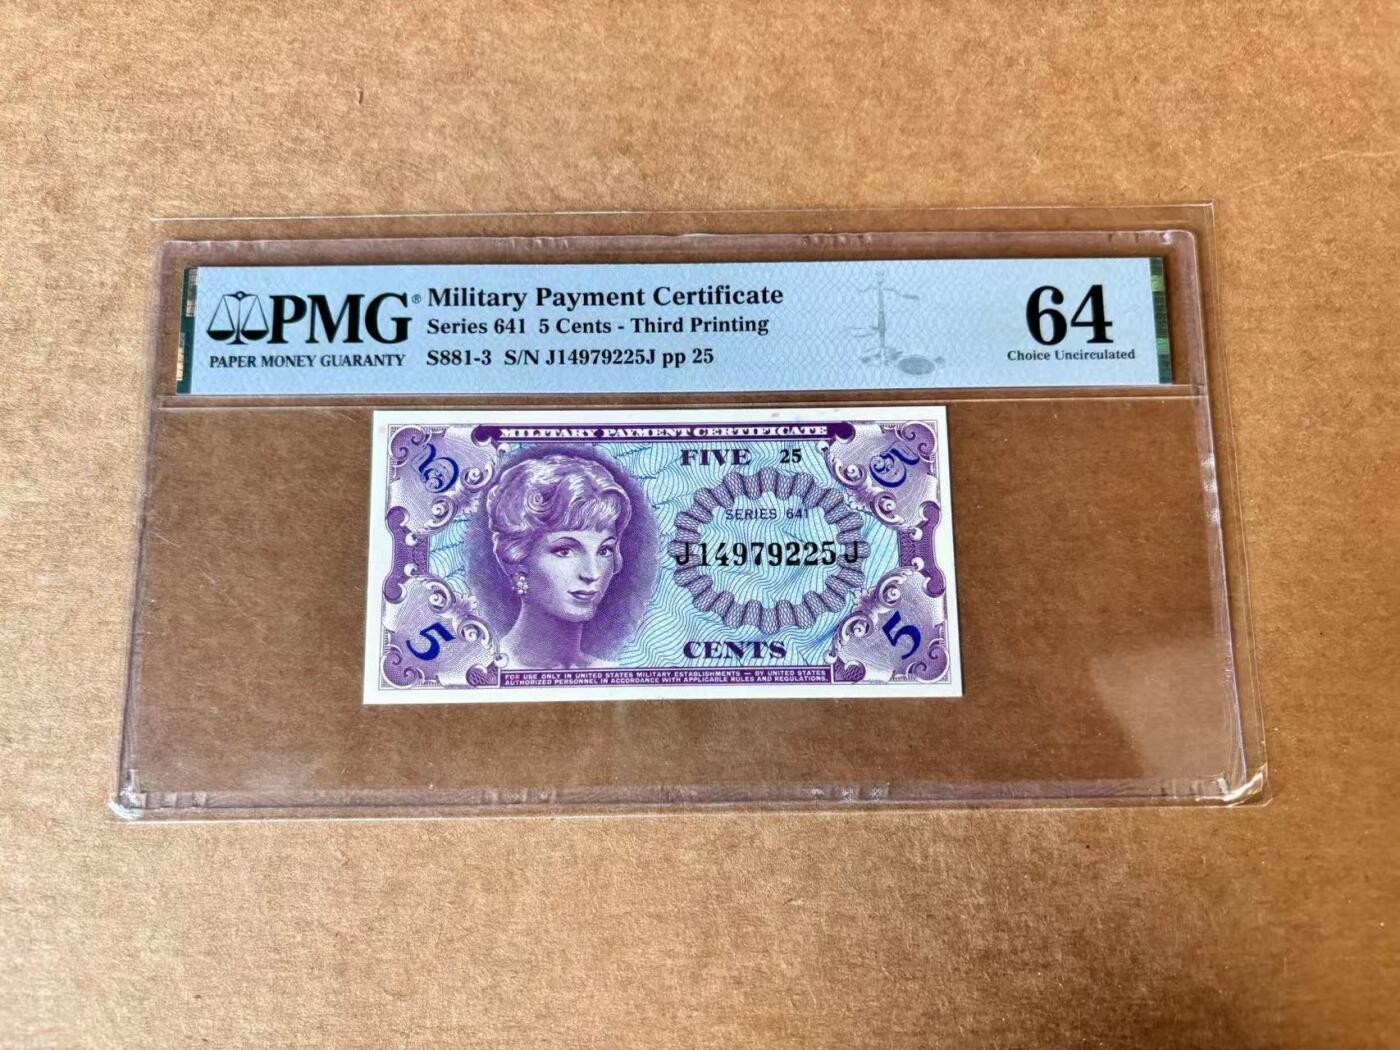 PMG®
PAPER MONEY GUARANTY
Military Payment Certificate
Series 641 5 Cents - Third Printing
S881-3 S/N J14979225J pp 25
64
Choice Uncirculated
MILITARY PAYMENT CERTIFICATE
5
FIVE 25
5
SERIES 641
J14979225J
5
CENTS
5
FOR USE ONLY IN UNITED STATES MILITARY ESTABLISHMENTS — BY UNITED STATES
AUTHORIZED PERSONNEL IN ACCORDANCE WITH APPLICABLE RULES AND REGULATIONS.